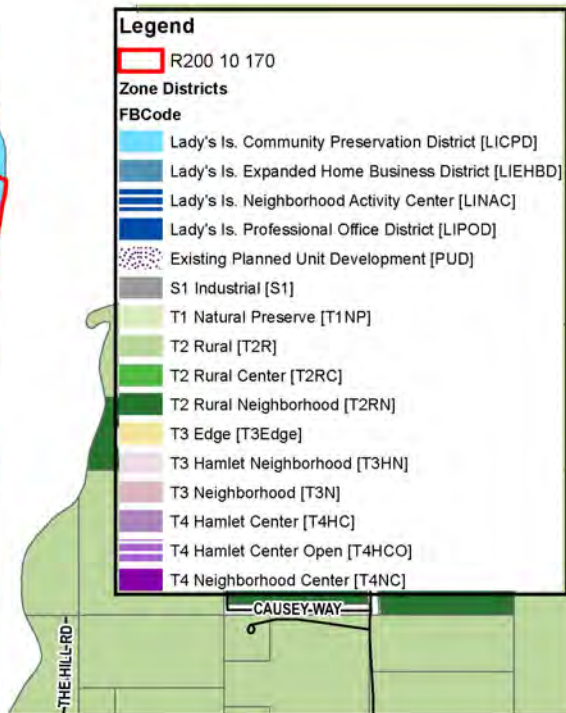 Legend
R200 10 170
Zone Districts
FBCode
Lady's Is. Community Preservation District [LICPD]
Lady's Is. Expanded Home Business District [LIEHBD]
Lady's Is. Neighborhood Activity Center [LINAC]
Lady's Is. Professional Office District [LIPOD]
Existing Planned Unit Development [PUD]
S1 Industrial [S1]
T1 Natural Preserve [T1NP]
T2 Rural [T2R]
T2 Rural Center [T2RC]
T2 Rural Neighborhood [T2RN]
T3 Edge [T3Edge]
T3 Hamlet Neighborhood [T3HN]
T3 Neighborhood [T3N]
T4 Hamlet Center [T4HC]
T4 Hamlet Center Open [T4HCO]
T4 Neighborhood Center [T4NC]
CAUSEY WAY
THE HILL RD